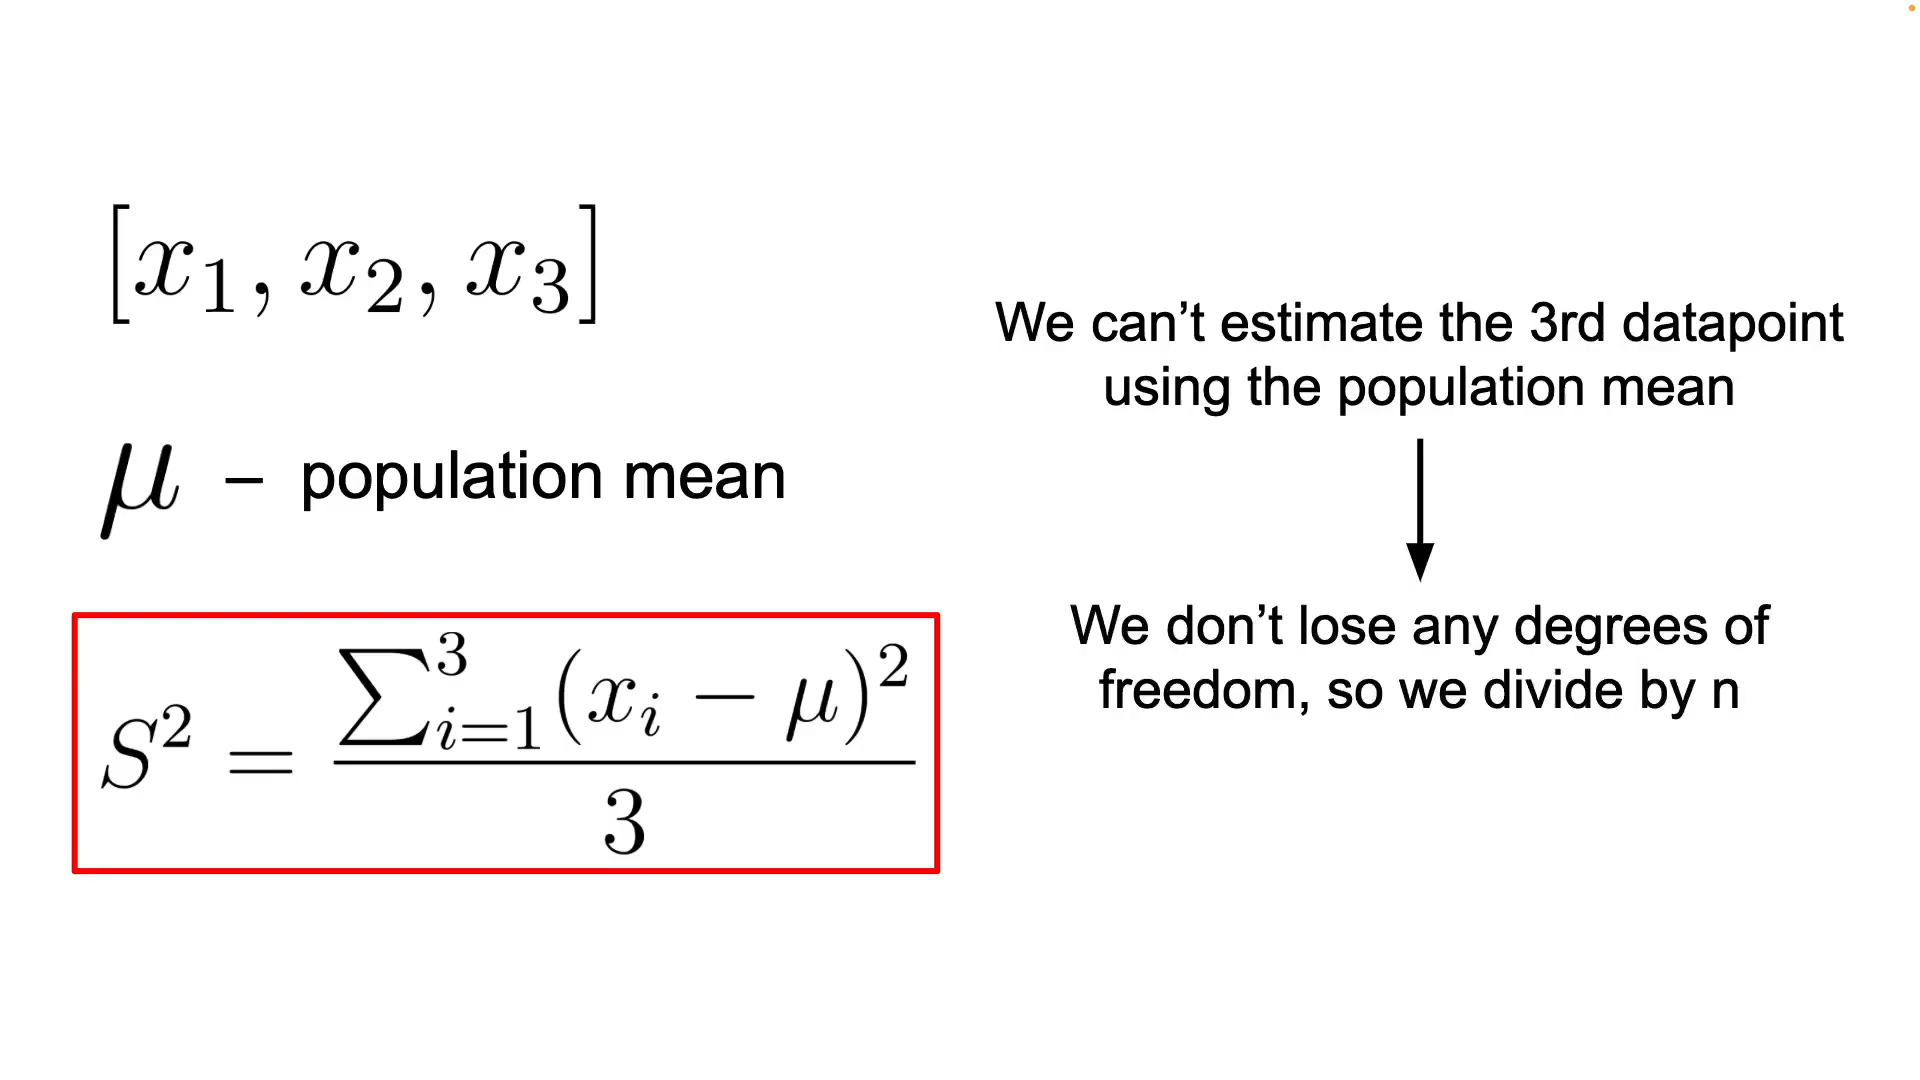 [x₁, x₂, x₃]
μ – population mean
S² = ∑³ᵢ₌₁(xᵢ − μ)² / 3
We can’t estimate the 3rd datapoint
using the population mean
We don’t lose any degrees of
freedom, so we divide by n